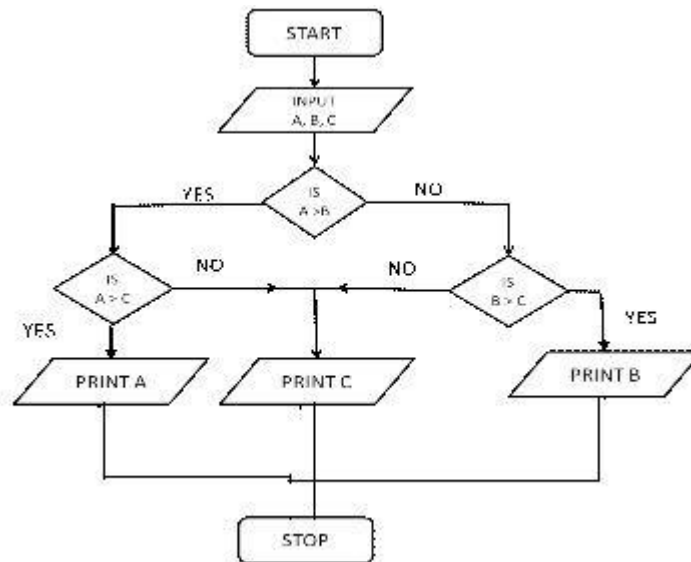 START
INPUT
A, B, C
YES
IS
A >B
NO
IS
A > C
NO
NO
IS
B > C
YES
YES
PRINT A
PRINT C
PRINT B
STOP